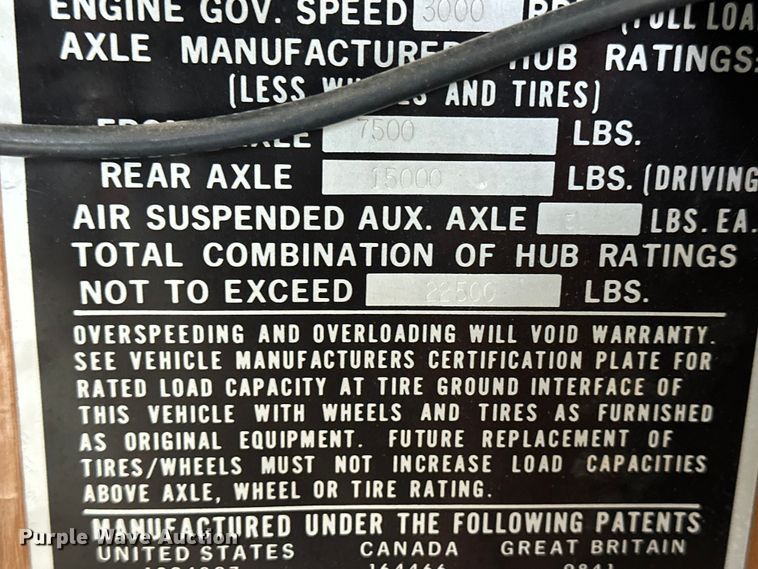 ENGINE GOV. SPEED 3000 (FULL LOA
AXLE MANUFACTURER HUB RATINGS:
(LESS WHEELS AND TIRES)
FRONT AXLE 7500 LBS.
REAR AXLE 15000 LBS. (DRIVING
AIR SUSPENDED AUX. AXLE LBS. EA.
TOTAL COMBINATION OF HUB RATINGS
NOT TO EXCEED 22500 LBS.
OVERSPEEDING AND OVERLOADING WILL VOID WARRANTY.
SEE VEHICLE MANUFACTURERS CERTIFICATION PLATE FOR
RATED LOAD CAPACITY AT TIRE GROUND INTERFACE OF
THIS VEHICLE WITH WHEELS AND TIRES AS FURNISHED
AS ORIGINAL EQUIPMENT. FUTURE REPLACEMENT OF
TIRES/WHEELS MUST NOT INCREASE LOAD CAPACITIES
ABOVE AXLE, WHEEL OR TIRE RATING.
MANUFACTURED UNDER THE FOLLOWING PATENTS
UNITED STATES CANADA GREAT BRITAIN
Purple Wave Auction